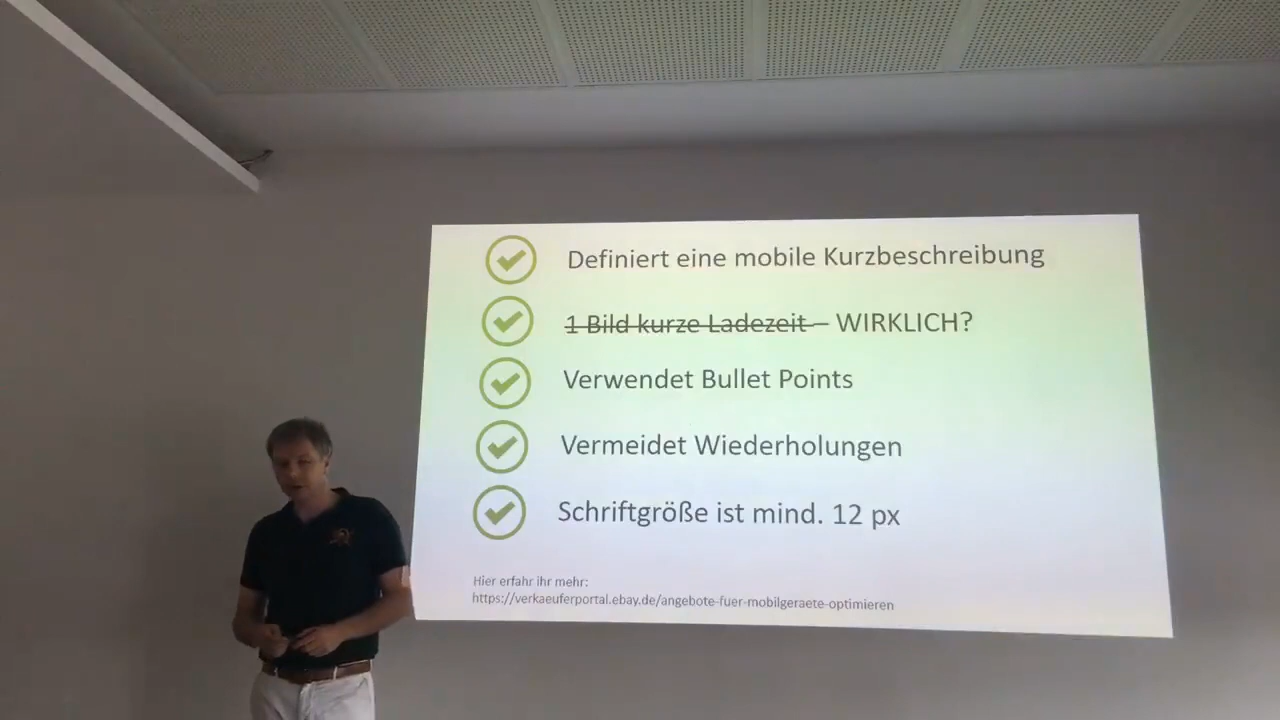 Definiert eine mobile Kurzbeschreibung
1 Bild kurze Ladezeit – WIRKLICH?
Verwendet Bullet Points
Vermeidet Wiederholungen
Schriftgröße ist mind. 12 px
Hier erfahr ihr mehr:
https://verkaeuferportal.ebay.de/angebote-fuer-mobilgeraete-optimieren